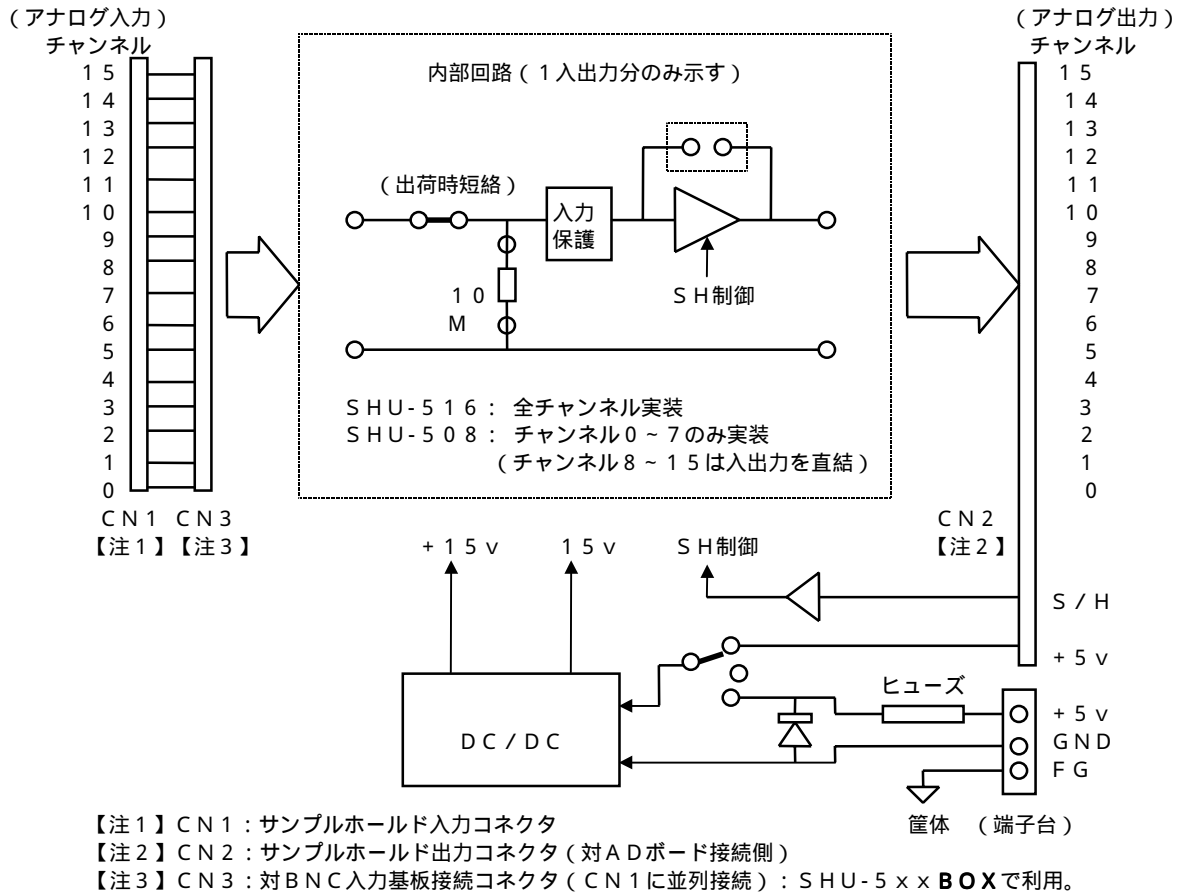 （アナログ入力）
チャンネル
１５
１４
１３
１２
１１
１０
９
８
７
６
５
４
３
２
１
０
ＣＮ１ ＣＮ３
【注１】【注３】
内部回路（１入出力分のみ示す）
（出荷時短絡）
入力
保護
１０
Ｍ
ＳＨ制御
ＳＨＵ-５１６： 全チャンネル実装
ＳＨＵ-５０８： チャンネル０～７のみ実装
（チャンネル８～１５は入出力を直結）
（アナログ出力）
チャンネル
１５
１４
１３
１２
１１
１０
９
８
７
６
５
４
３
２
１
０
ＣＮ２
【注２】
＋１５ｖ
１５ｖ
ＳＨ制御
Ｓ/Ｈ
＋５ｖ
ヒューズ
ＤＣ/ＤＣ
＋５ｖ
ＧＮＤ
ＦＧ
筐体 （端子台）
【注１】ＣＮ１：サンプルホールド入力コネクタ
【注２】ＣＮ２：サンプルホールド出力コネクタ（対ＡＤボード接続側）
【注３】ＣＮ３：対ＢＮＣ入力基板接続コネクタ（ＣＮ１に並列接続）：ＳＨＵ-５ｘｘＢＯＸで利用。